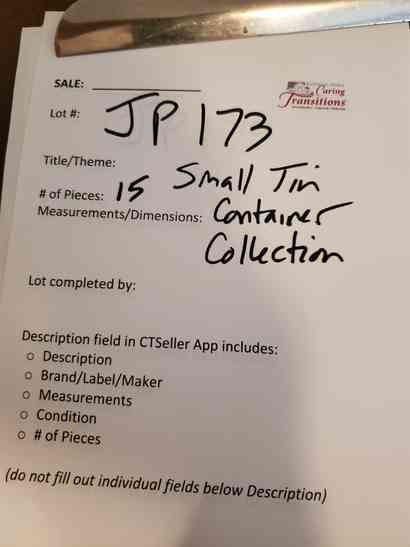 SALE:
Caring
Transitions
Lot #: JP 173
Title/Theme: Small Tin
# of Pieces: 15
Measurements/Dimensions: Container
Collection
Lot completed by:
Description field in CTSeller App includes:
○ Description
○ Brand/Label/Maker
○ Measurements
○ Condition
○ # of Pieces
(do not fill out individual fields below Description)